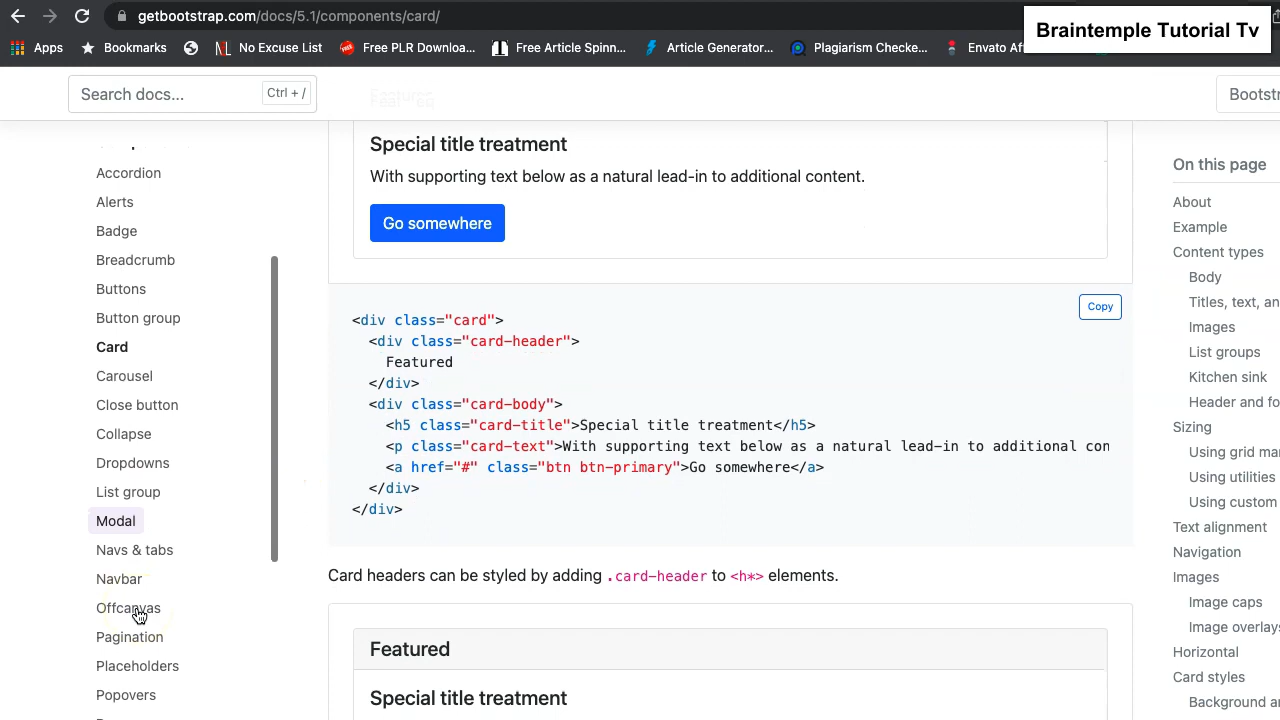 getbootstrap.com/docs/5.1/components/card/
Braintemple Tutorial Tv
Apps
Bookmarks
No Excuse List
Free PLR Downloa...
Free Article Spinn...
Article Generator...
Plagiarism Checke...
Envato Af
Search docs...
Ctrl + /
Bootst
Accordion
Alerts
Badge
Breadcrumb
Buttons
Button group
Card
Carousel
Close button
Collapse
Dropdowns
List group
Modal
Navs & tabs
Navbar
Offcanvas
Pagination
Placeholders
Popovers
Special title treatment
With supporting text below as a natural lead-in to additional content.
Go somewhere
Copy
<div class="card">
<div class="card-header">
Featured
</div>
<div class="card-body">
<h5 class="card-title">Special title treatment</h5>
<p class="card-text">With supporting text below as a natural lead-in to additional con
<a href="#" class="btn btn-primary">Go somewhere</a>
</div>
</div>
Card headers can be styled by adding .card-header to <h*> elements.
Featured
Special title treatment
On this page
About
Example
Content types
Body
Titles, text, an
Images
List groups
Kitchen sink
Header and fo
Sizing
Using grid ma
Using utilities
Using custom
Text alignment
Navigation
Images
Image caps
Image overlays
Horizontal
Card styles
Background a